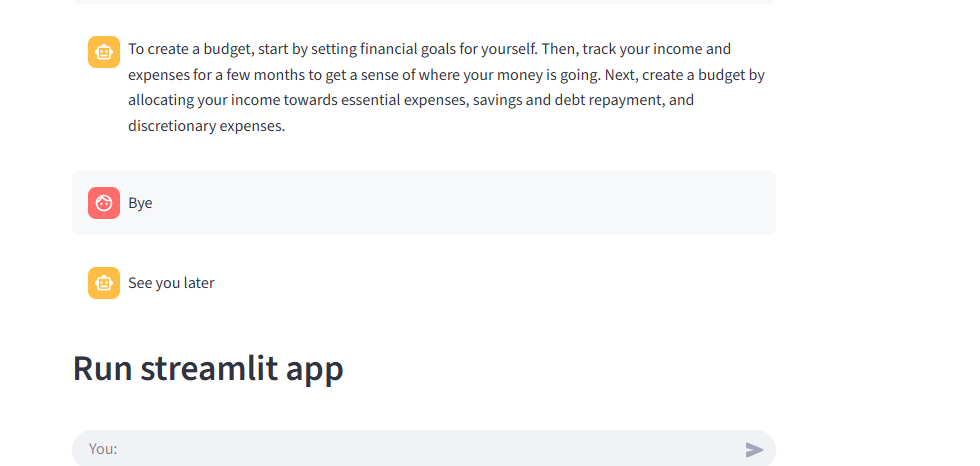 To create a budget, start by setting financial goals for yourself. Then, track your income and
expenses for a few months to get a sense of where your money is going. Next, create a budget by
allocating your income towards essential expenses, savings and debt repayment, and
discretionary expenses.
Bye
See you later
Run streamlit app
You: